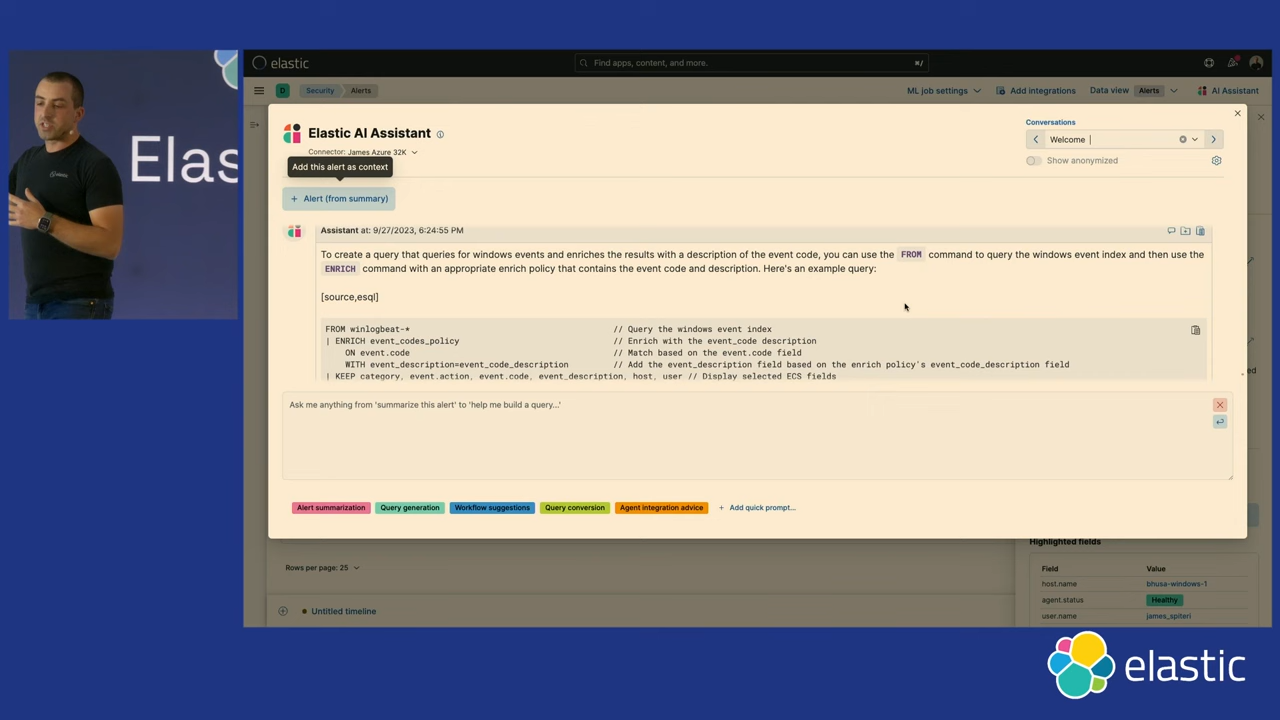 Elas
elastic
Find apps, content, and more.
⌘/
D
Security
Alerts
ML job settings
Add integrations
Data view
Alerts
AI Assistant
Elastic AI Assistant
Connector: James Azure 32K
Add this alert as context
Conversations
Welcome
Show anonymized
+ Alert (from summary)
Assistant at: 9/27/2023, 6:24:55 PM
To create a query that queries for windows events and enriches the results with a description of the event code, you can use the FROM command to query the windows event index and then use the
ENRICH command with an appropriate enrich policy that contains the event code and description. Here's an example query:
[source,esql]
FROM winlogbeat-* // Query the windows event index
| ENRICH event_codes_policy // Enrich with the event_code description
ON event.code // Match based on the event.code field
WITH event_description=event_code_description // Add the event_description field based on the enrich policy's event_code_description field
| KEEP category, event.action, event.code, event_description, host, user // Display selected ECS fields
Ask me anything from 'summarize this alert' to 'help me build a query...'
Alert summarization
Query generation
Workflow suggestions
Query conversion
Agent integration advice
+ Add quick prompt...
Highlighted fields
Rows per page: 25
Field Value
host.name bhusa-windows-1
agent.status Healthy
user.name james_spiteri
Untitled timeline
elastic